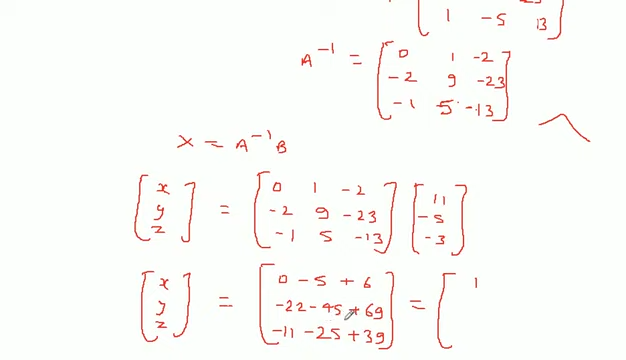 1 -5 13
A⁻¹ = [ 0 1 -2
-2 9 -23
-1 5 -13 ]
X = A⁻¹B
[ x y z ] = [ 0 1 -2
-2 9 -23
-1 5 -13 ] [ 11 -5 -3 ]
[ x y z ] = [ 0 - 5 + 6
-22 - 45 + 69
-11 - 25 + 39 ] = [ 1